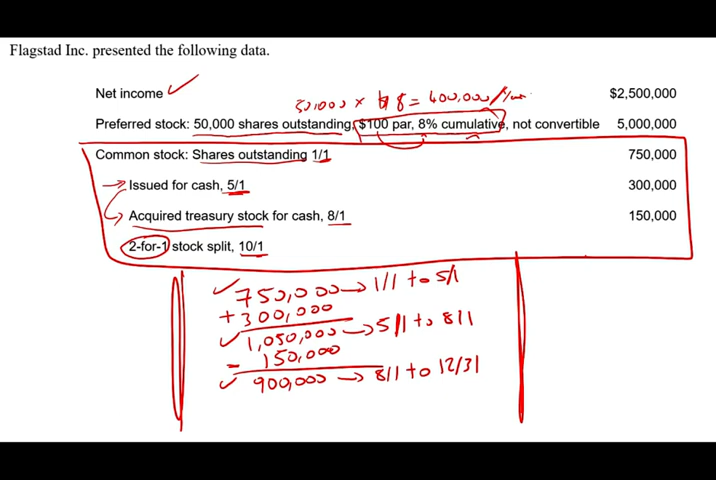 Flagstad Inc. presented the following data.
Net income $2,500,000
50,000 × $8 = 400,000/
Preferred stock: 50,000 shares outstanding, $100 par, 8% cumulative, not convertible 5,000,000
Common stock: Shares outstanding 1/1 750,000
Issued for cash, 5/1 300,000
Acquired treasury stock for cash, 8/1 150,000
2-for-1 stock split, 10/1
750,000 → 1/1 to 5/1
+ 300,000
1,050,000 → 5/1 to 8/1
- 150,000
900,000 → 8/1 to 12/31